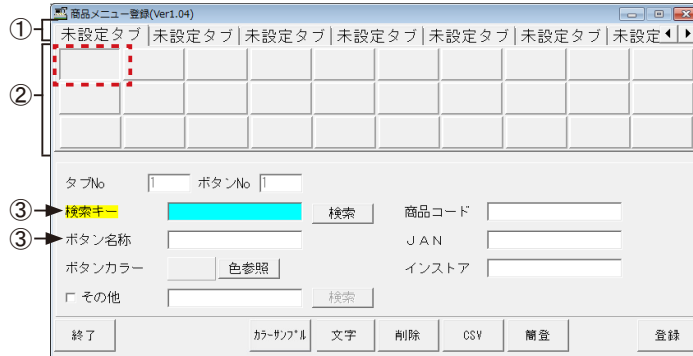 商品メニュー登録(Ver1.04)
① 未設定タブ 未設定タブ 未設定タブ 未設定タブ 未設定タブ 未設定タブ 未設定
②
タブNo 1 ボタンNo 1
③ 検索キー 検索 商品コード
③ ボタン名称 JAN
ボタンカラー 色参照 インストア
その他 検索
終了 カラーサンプル 文字 削除 CSV 簡登 登録